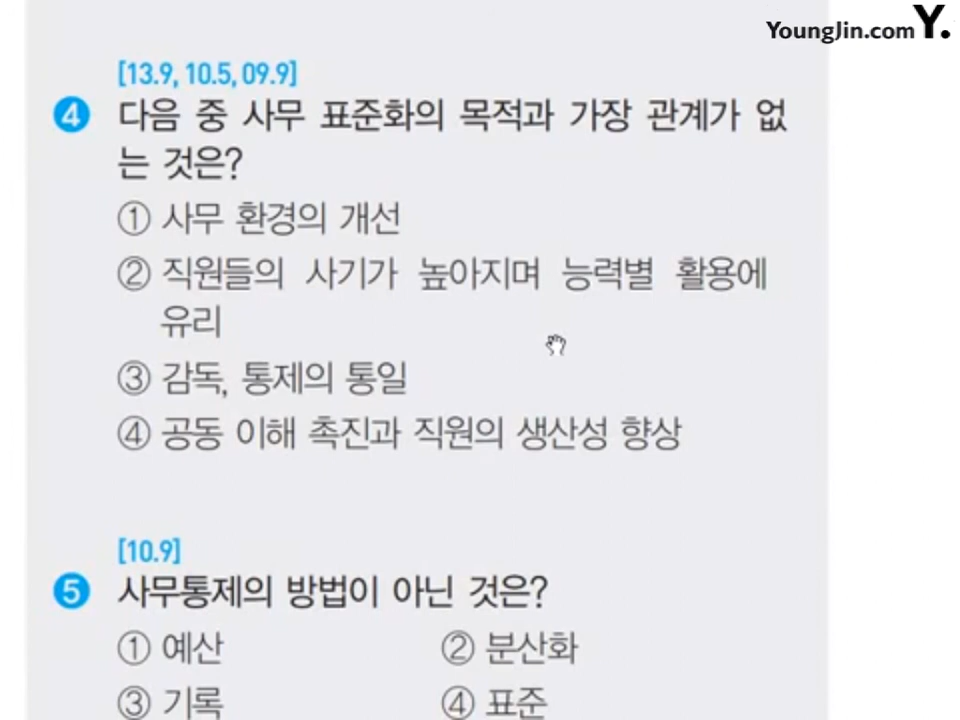 YoungJin.com Y.
[13.9, 10.5, 09.9]
4 다음 중 사무 표준화의 목적과 가장 관계가 없
는 것은?
① 사무 환경의 개선
② 직원들의 사기가 높아지며 능력별 활용에
유리
③ 감독, 통제의 통일
④ 공동 이해 촉진과 직원의 생산성 향상
[10.9]
5 사무통제의 방법이 아닌 것은?
① 예산 ② 분산화
③ 기록 ④ 표준